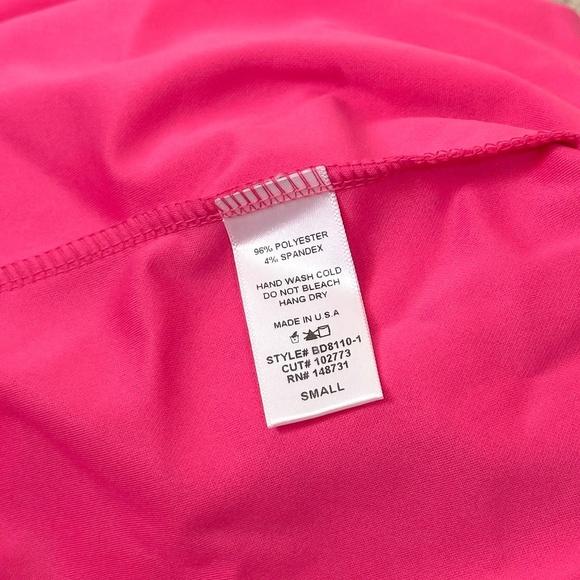 96% POLYESTER
4% SPANDEX
HAND WASH COLD
DO NOT BLEACH
HANG DRY
MADE IN U.S.A
STYLE# BD8110-1
CUT# 102773
RN# 148731
SMALL